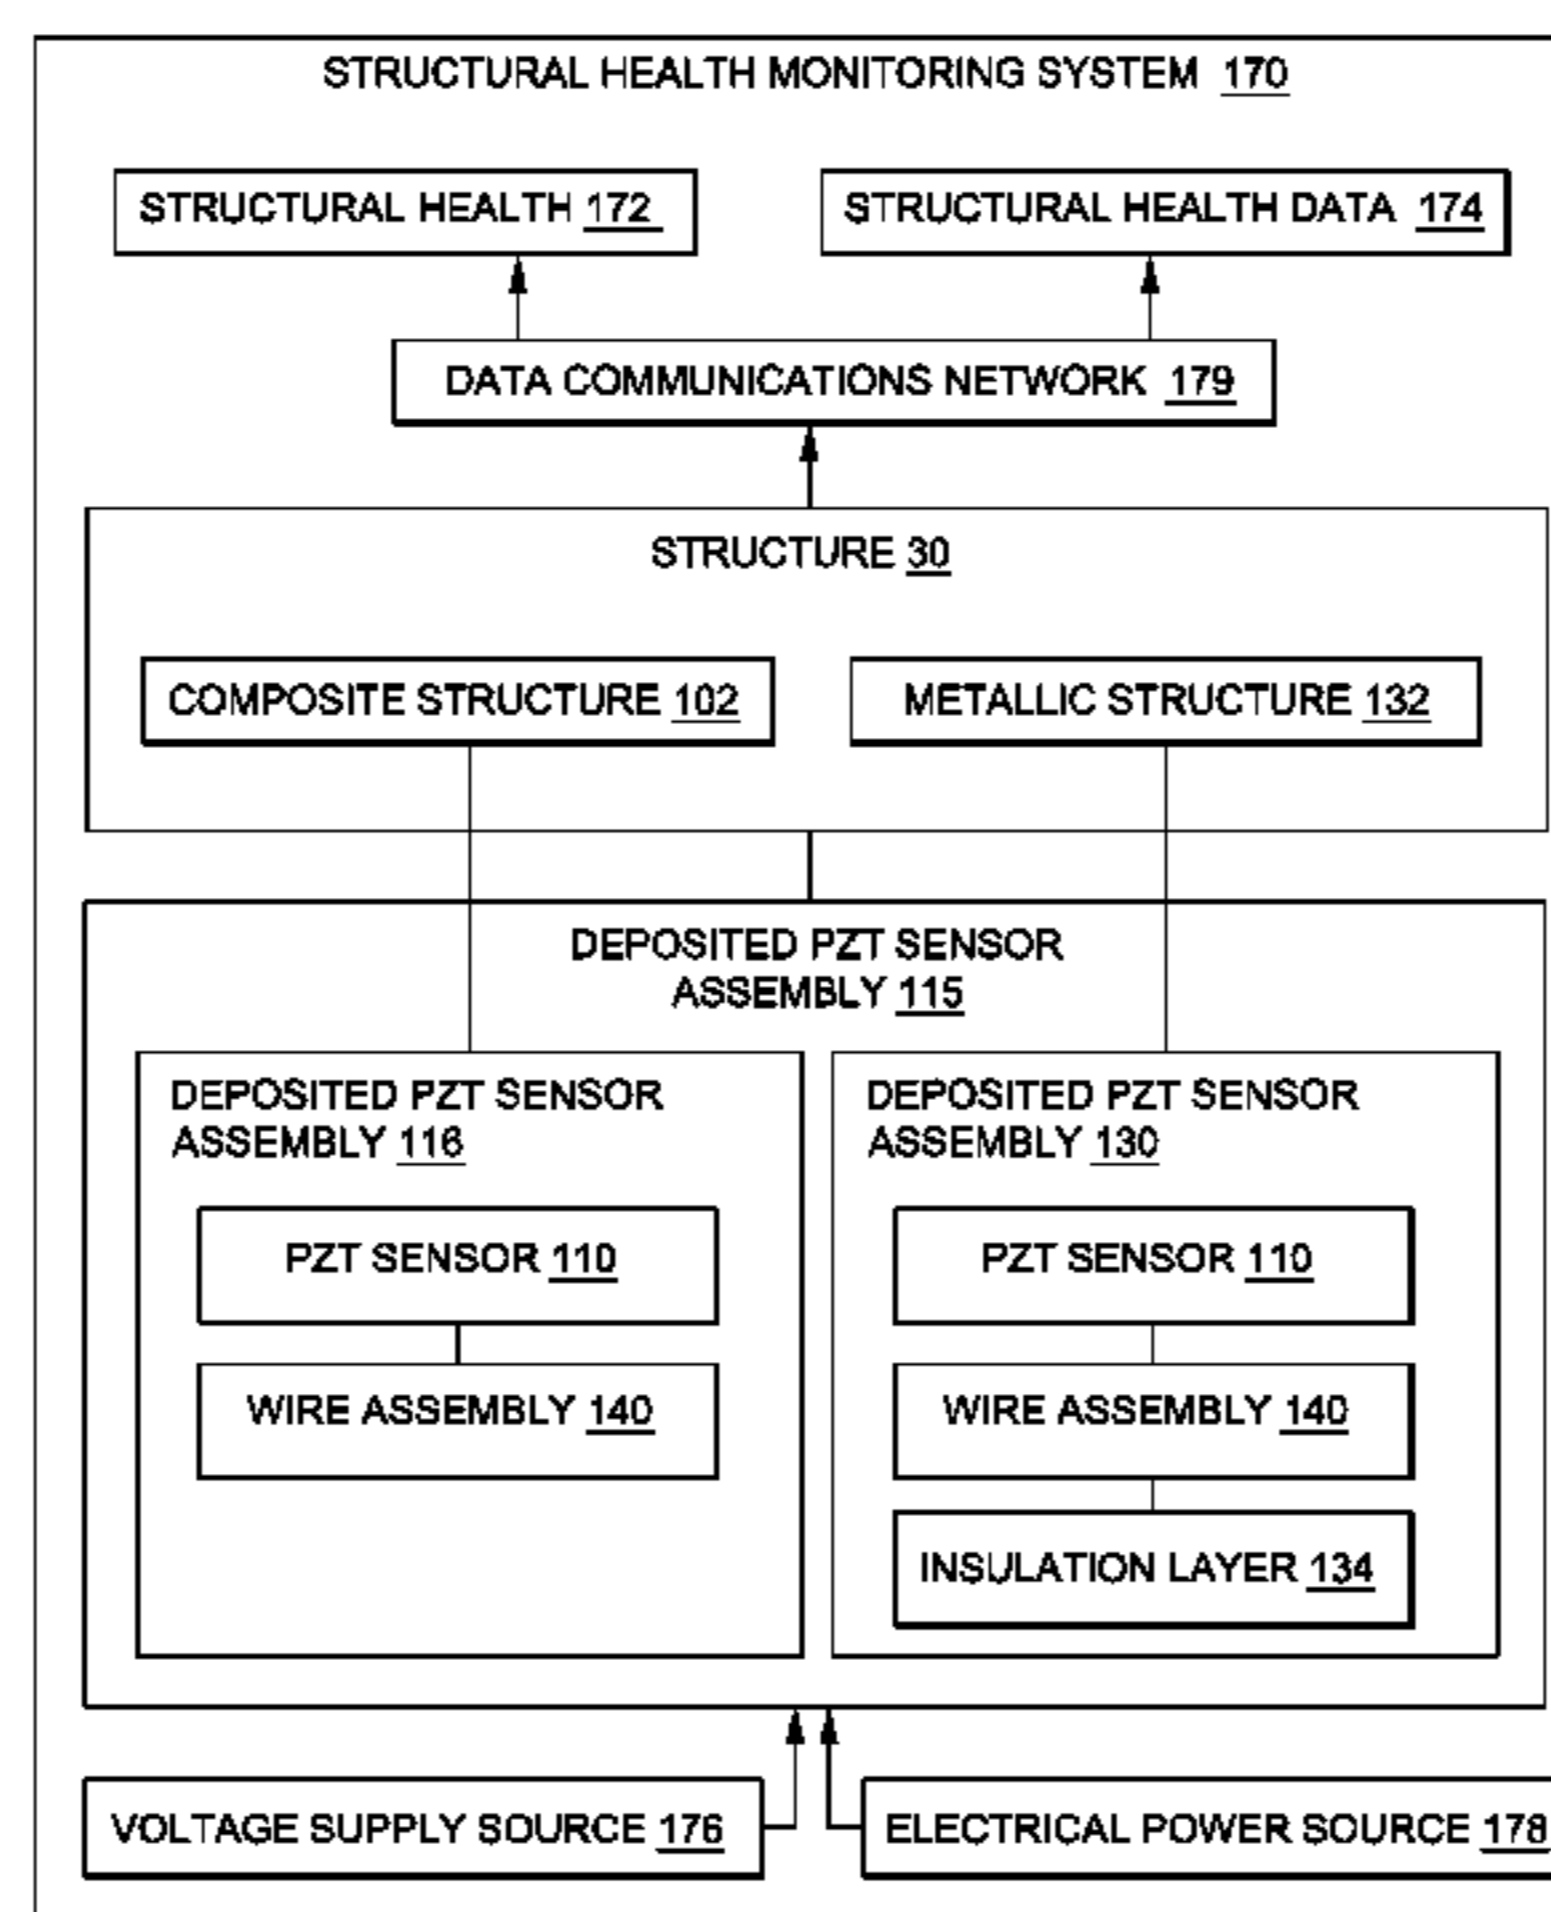 STRUCTURAL HEALTH MONITORING SYSTEM 170
STRUCTURAL HEALTH 172
STRUCTURAL HEALTH DATA 174
DATA COMMUNICATIONS NETWORK 179
STRUCTURE 30
COMPOSITE STRUCTURE 102
METALLIC STRUCTURE 132
DEPOSITED PZT SENSOR
ASSEMBLY 115
DEPOSITED PZT SENSOR
ASSEMBLY 116
PZT SENSOR 110
WIRE ASSEMBLY 140
DEPOSITED PZT SENSOR
ASSEMBLY 130
PZT SENSOR 110
WIRE ASSEMBLY 140
INSULATION LAYER 134
VOLTAGE SUPPLY SOURCE 176
ELECTRICAL POWER SOURCE 178